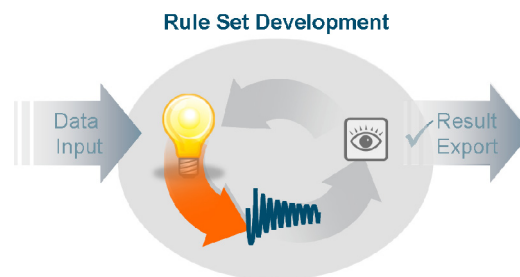 Rule Set Development
Data
Input
Result
Export